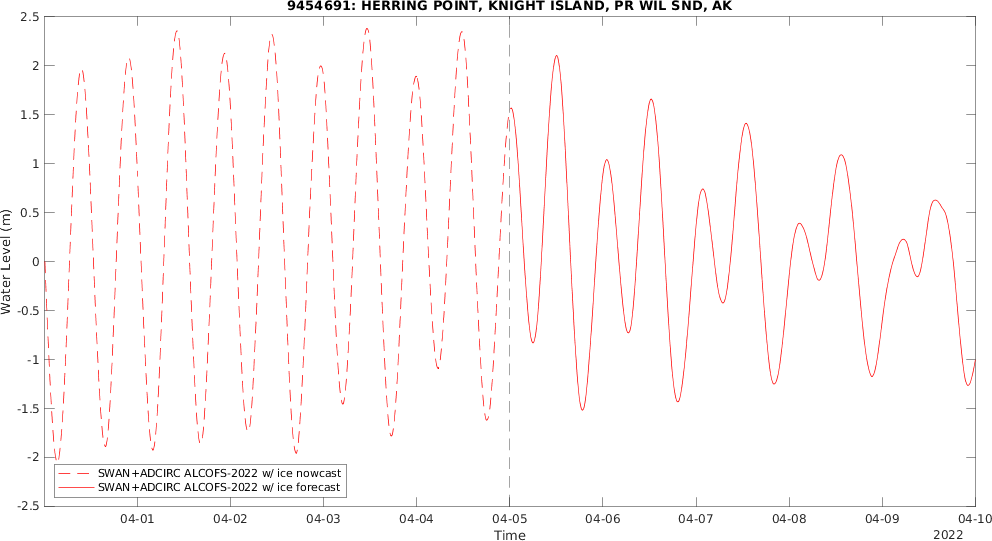 9454691: HERRING POINT, KNIGHT ISLAND, PR WIL SND, AK
2.5
2
1.5
1
0.5
0
-0.5
-1
-1.5
-2
-2.5
Water Level (m)
SWAN+ADCIRC ALCOFS-2022 w/ ice nowcast
SWAN+ADCIRC ALCOFS-2022 w/ ice forecast
04-01 04-02 04-03 04-04 04-05 04-06 04-07 04-08 04-09 04-10
Time
2022